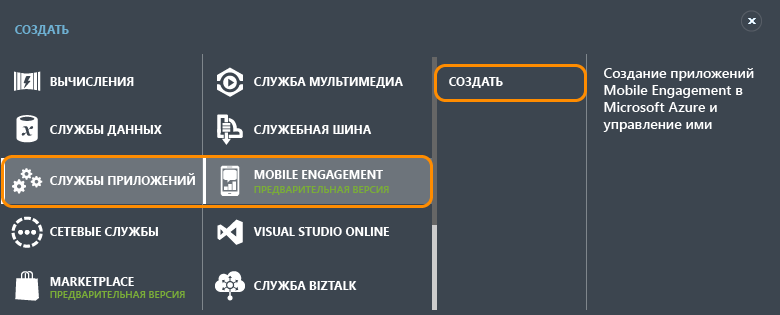 СОЗДАТЬ
ВЫЧИСЛЕНИЯ
СЛУЖБЫ ДАННЫХ
СЛУЖБЫ ПРИЛОЖЕНИЙ
СЕТЕВЫЕ СЛУЖБЫ
MARKETPLACE
ПРЕДВАРИТЕЛЬНАЯ ВЕРСИЯ
СЛУЖБА МУЛЬТИМЕДИА
СЛУЖЕБНАЯ ШИНА
MOBILE ENGAGEMENT
ПРЕДВАРИТЕЛЬНАЯ ВЕРСИЯ
VISUAL STUDIO ONLINE
СЛУЖБА BIZTALK
СОЗДАТЬ
Создание приложений
Mobile Engagement в
Microsoft Azure и
управление ими